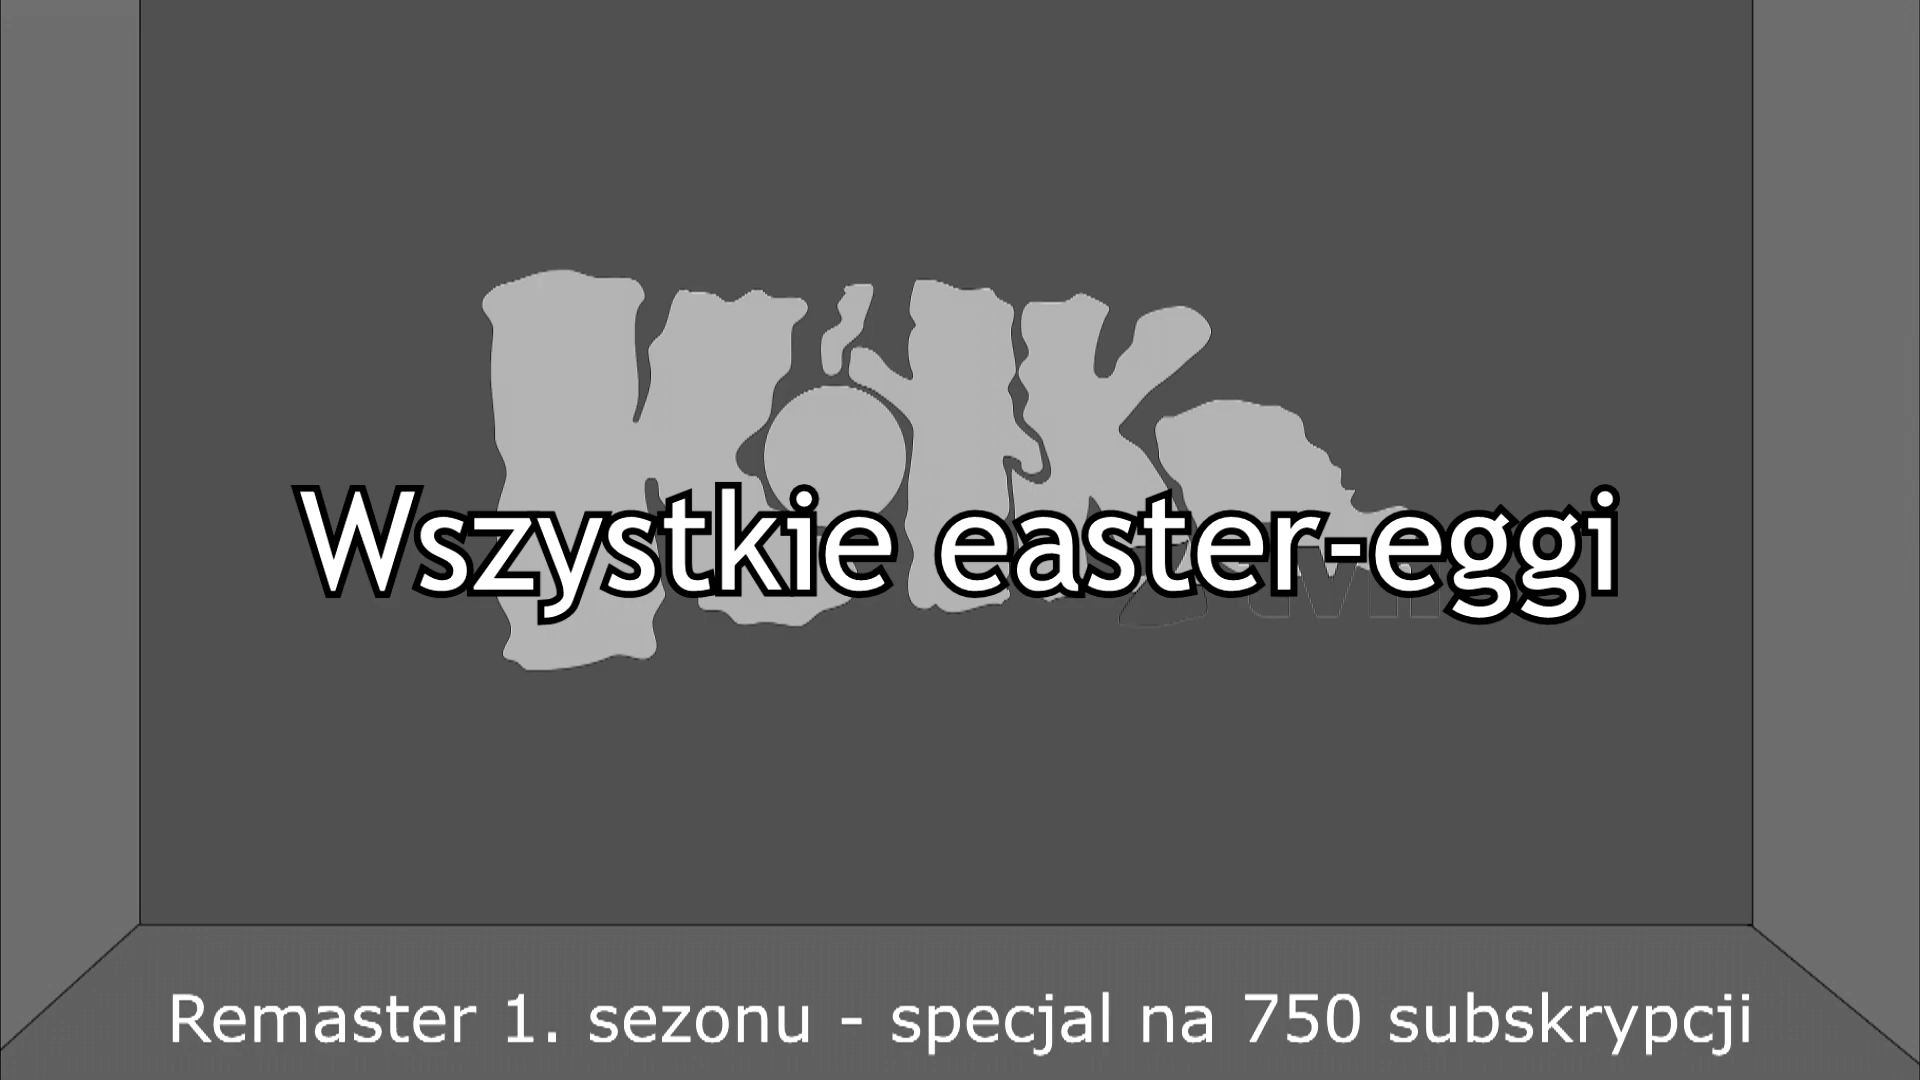 Wszystkie easter-eggi
Remaster 1. sezonu - specjal na 750 subskrypcji